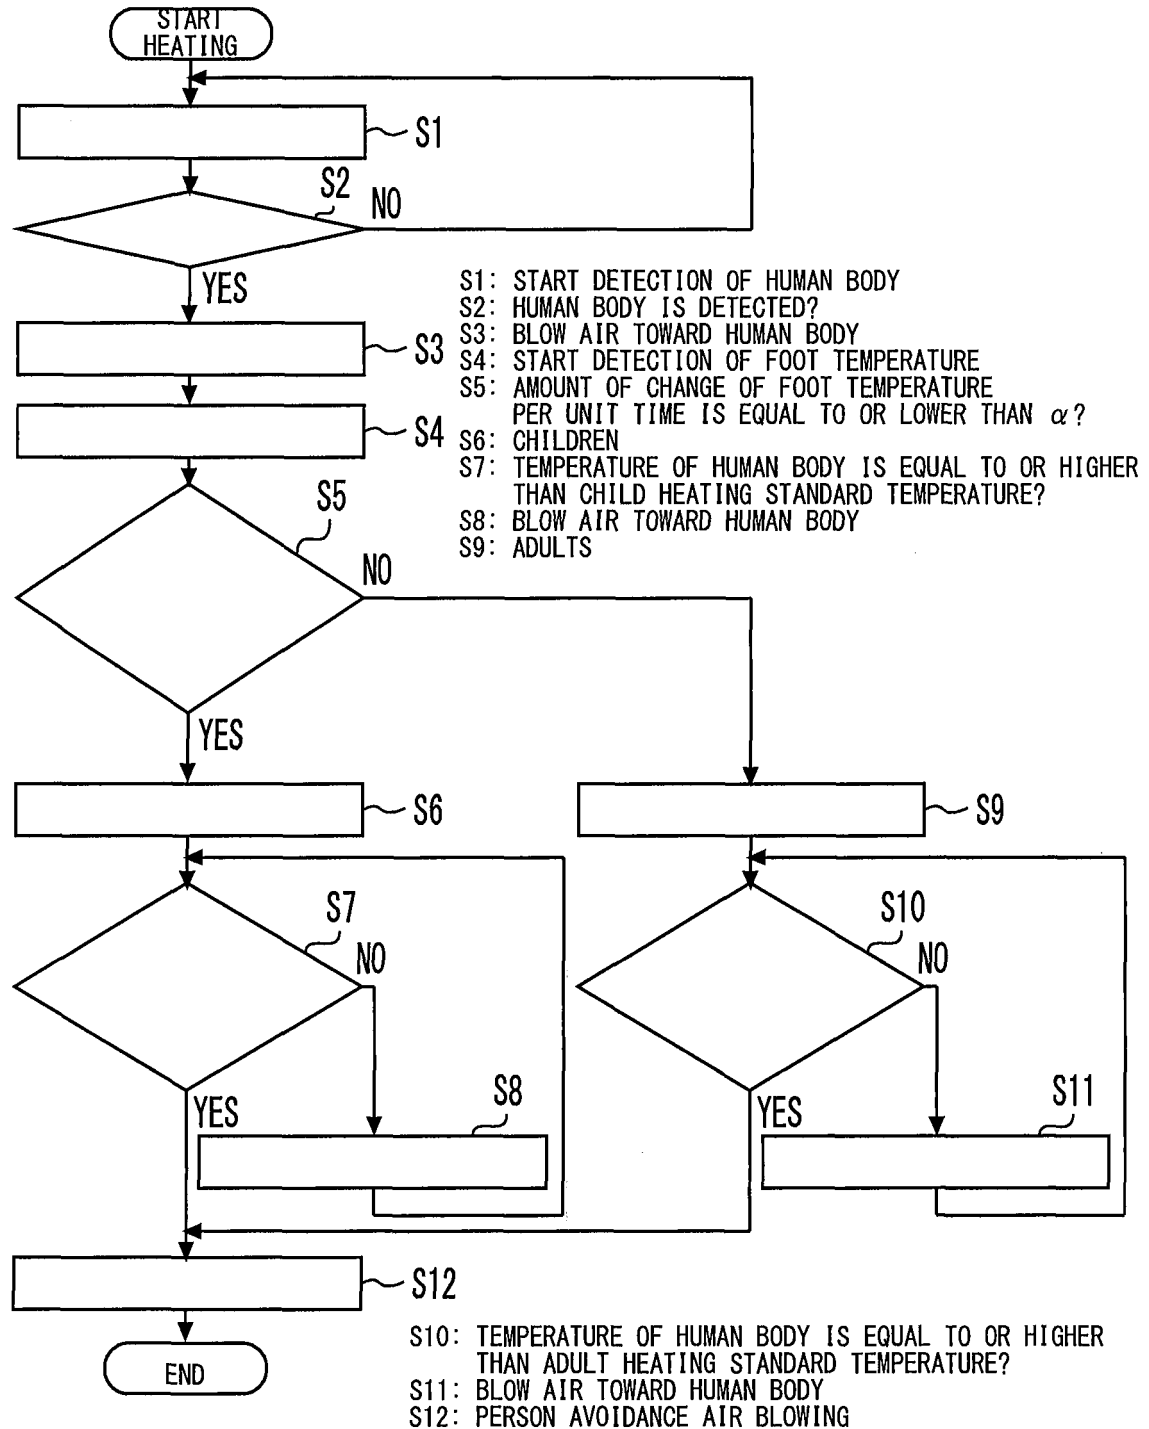 START
HEATING
S1
S2
NO
YES
S1: START DETECTION OF HUMAN BODY
S2: HUMAN BODY IS DETECTED?
S3: BLOW AIR TOWARD HUMAN BODY
S4: START DETECTION OF FOOT TEMPERATURE
S5: AMOUNT OF CHANGE OF FOOT TEMPERATURE
PER UNIT TIME IS EQUAL TO OR LOWER THAN α?
S6: CHILDREN
S7: TEMPERATURE OF HUMAN BODY IS EQUAL TO OR HIGHER
THAN CHILD HEATING STANDARD TEMPERATURE?
S8: BLOW AIR TOWARD HUMAN BODY
S9: ADULTS
S3
S4
S5
NO
YES
S6
S9
S7
NO
S10
NO
YES
S8
YES
S11
S12
END
S10: TEMPERATURE OF HUMAN BODY IS EQUAL TO OR HIGHER
THAN ADULT HEATING STANDARD TEMPERATURE?
S11: BLOW AIR TOWARD HUMAN BODY
S12: PERSON AVOIDANCE AIR BLOWING